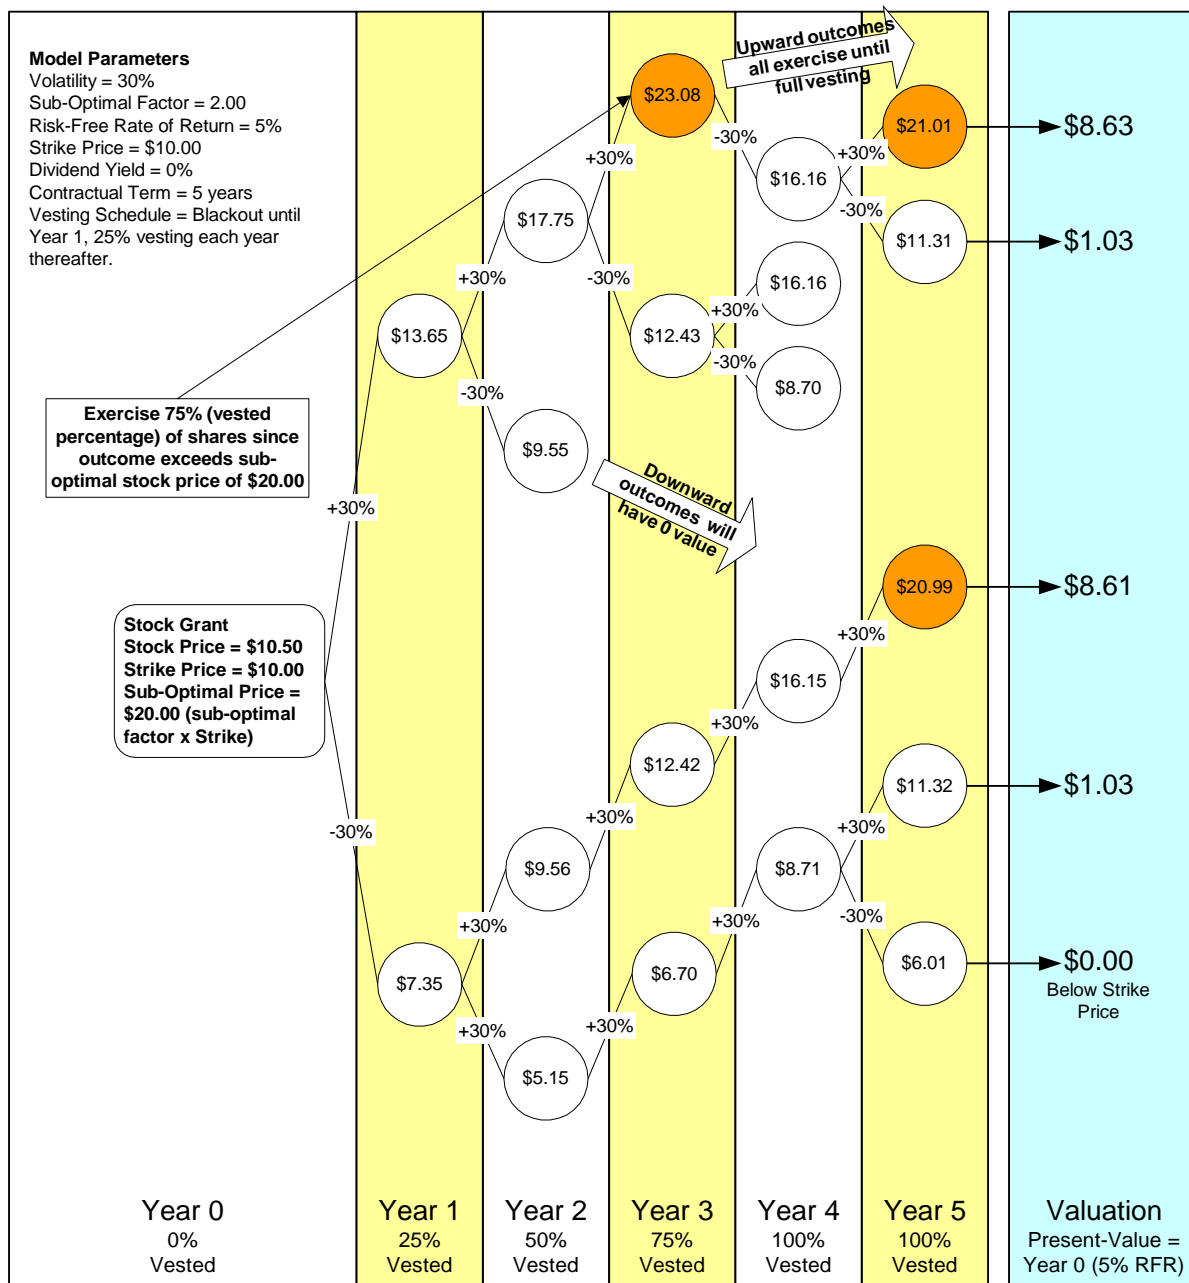 Model Parameters
Volatility = 30%
Sub-Optimal Factor = 2.00
Risk-Free Rate of Return = 5%
Strike Price = $10.00
Dividend Yield = 0%
Contractual Term = 5 years
Vesting Schedule = Blackout until
Year 1, 25% vesting each year
thereafter.
Upward outcomes
all exercise until
full vesting
$23.08
$21.01
$8.63
-30%
+30%
+30%
$16.16
-30%
$17.75
$11.31
$1.03
+30%
-30%
$16.16
+30%
$13.65
$12.43
-30%
-30%
$8.70
Exercise 75% (vested
percentage) of shares since
outcome exceeds sub-
optimal stock price of $20.00
$9.55
Downward
outcomes will
have 0 value
+30%
$20.99
$8.61
Stock Grant
Stock Price = $10.50
Strike Price = $10.00
Sub-Optimal Price =
$20.00 (sub-optimal
factor x Strike)
+30%
$16.15
+30%
$12.42
$11.32
$1.03
+30%
+30%
-30%
$9.56
$8.71
-30%
+30%
+30%
$6.01
$0.00
Below Strike
Price
$7.35
$6.70
+30%
+30%
$5.15
Year 0
0%
Vested
Year 1
25%
Vested
Year 2
50%
Vested
Year 3
75%
Vested
Year 4
100%
Vested
Year 5
100%
Vested
Valuation
Present-Value =
Year 0 (5% RFR)